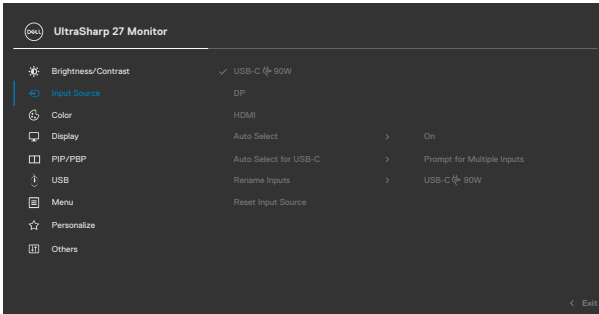 DELL UltraSharp 27 Monitor
Brightness/Contrast USB-C 90W
Input Source DP
Color HDMI
Display Auto Select On
PIP/PBP Auto Select for USB-C Prompt for Multiple Inputs
USB Rename Inputs USB-C 90W
Menu Reset Input Source
Personalize
Others
Exit